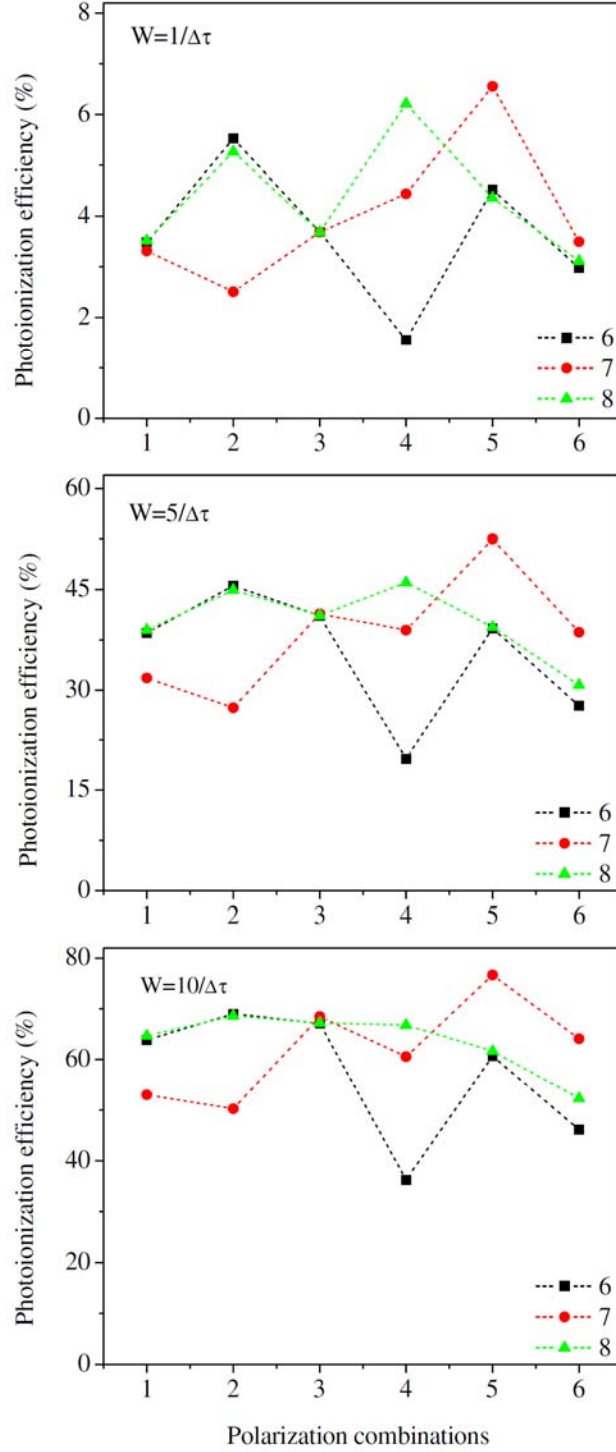 8
W=1/Δτ
6
4
2
0
Photoionization efficiency (%)
6
7
8
1 2 3 4 5 6
60
W=5/Δτ
45
30
15
0
Photoionization efficiency (%)
6
7
8
1 2 3 4 5 6
80
W=10/Δτ
60
40
20
0
Photoionization efficiency (%)
6
7
8
1 2 3 4 5 6
Polarization combinations